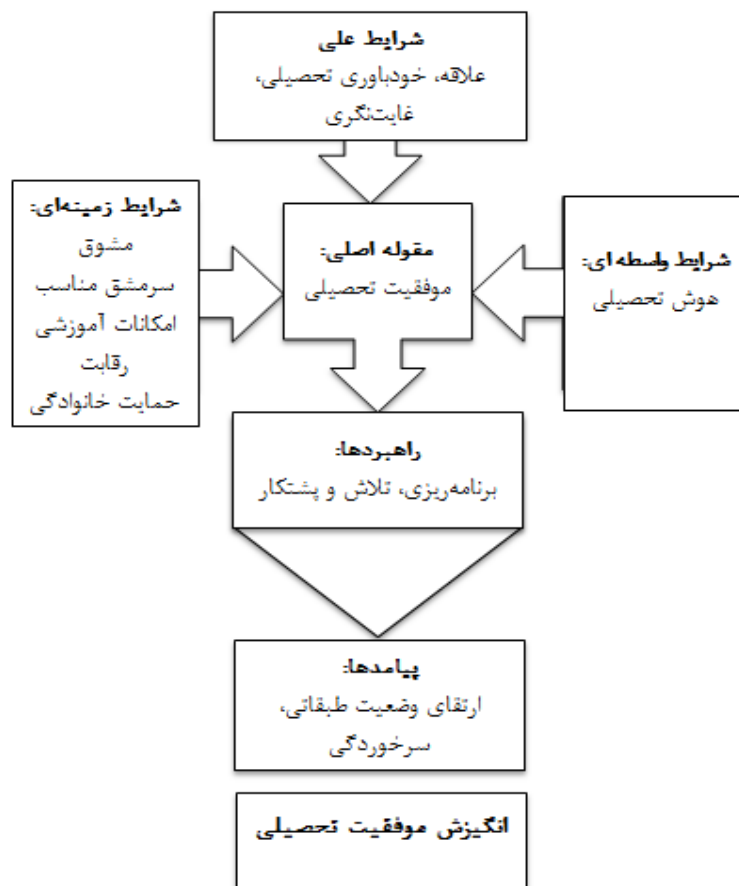 شرایط علی
علاقه، خودباوری تحصیلی،
غایت‌نگری
شرایط زمینه‌ای:
مشوق
سرمشق مناسب
امکانات آموزشی
رقابت
حمایت خانوادگی
مقوله اصلی:
موفقیت تحصیلی
شرایط واسطه ای:
هوش تحصیلی
راهبردها:
برنامه‌ریزی، تلاش و پشتکار
پیامدها:
ارتقای وضعیت طبقاتی،
سرخوردگی
انگیزش موفقیت تحصیلی